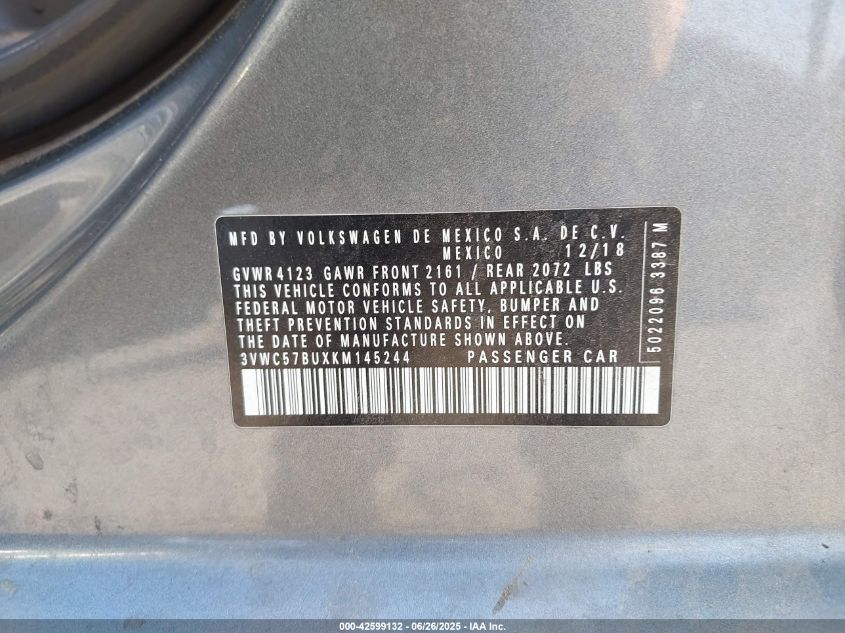 MFD BY VOLKSWAGEN DE MEXICO S.A. DE C.V.
MEXICO 12/18
GVWR 4123 GAWR FRONT 2161 / REAR 2072 LBS
THIS VEHICLE CONFORMS TO ALL APPLICABLE U.S.
FEDERAL MOTOR VEHICLE SAFETY, BUMPER AND
THEFT PREVENTION STANDARDS IN EFFECT ON
THE DATE OF MANUFACTURE SHOWN ABOVE.
3VWC57BUXKM145244 PASSENGER CAR
5022096 3387 M
000-42599132 - 06/26/2025 - IAA Inc.